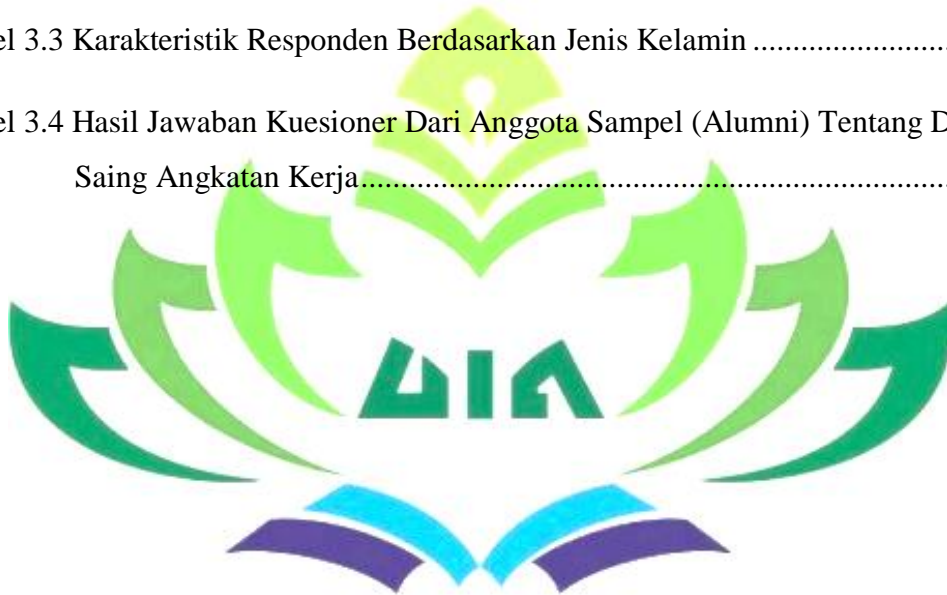 el 3.3 Karakteristik Responden Berdasarkan Jenis Kelamin ........................
el 3.4 Hasil Jawaban Kuesioner Dari Anggota Sampel (Alumni) Tentang D
Saing Angkatan Kerja..........................................................................
UIN